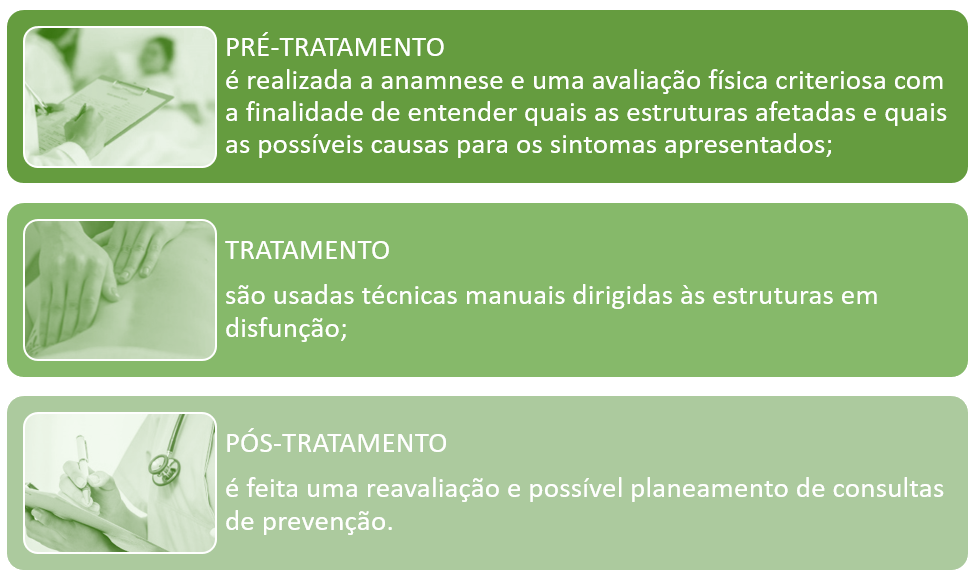 PRÉ-TRATAMENTO
é realizada a anamnese e uma avaliação física criteriosa com
a finalidade de entender quais as estruturas afetadas e quais
as possíveis causas para os sintomas apresentados;
TRATAMENTO
são usadas técnicas manuais dirigidas às estruturas em
disfunção;
PÓS-TRATAMENTO
é feita uma reavaliação e possível planeamento de consultas
de prevenção.